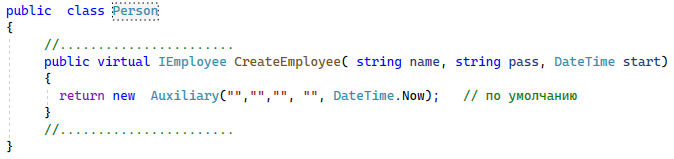 public  class Person
{
//.......................
public virtual IEmployee CreateEmployee( string name, string pass, DateTime start)
{
return new  Auxiliary("","","", "", DateTime.Now);   // по умолчанию
}
//.......................
}